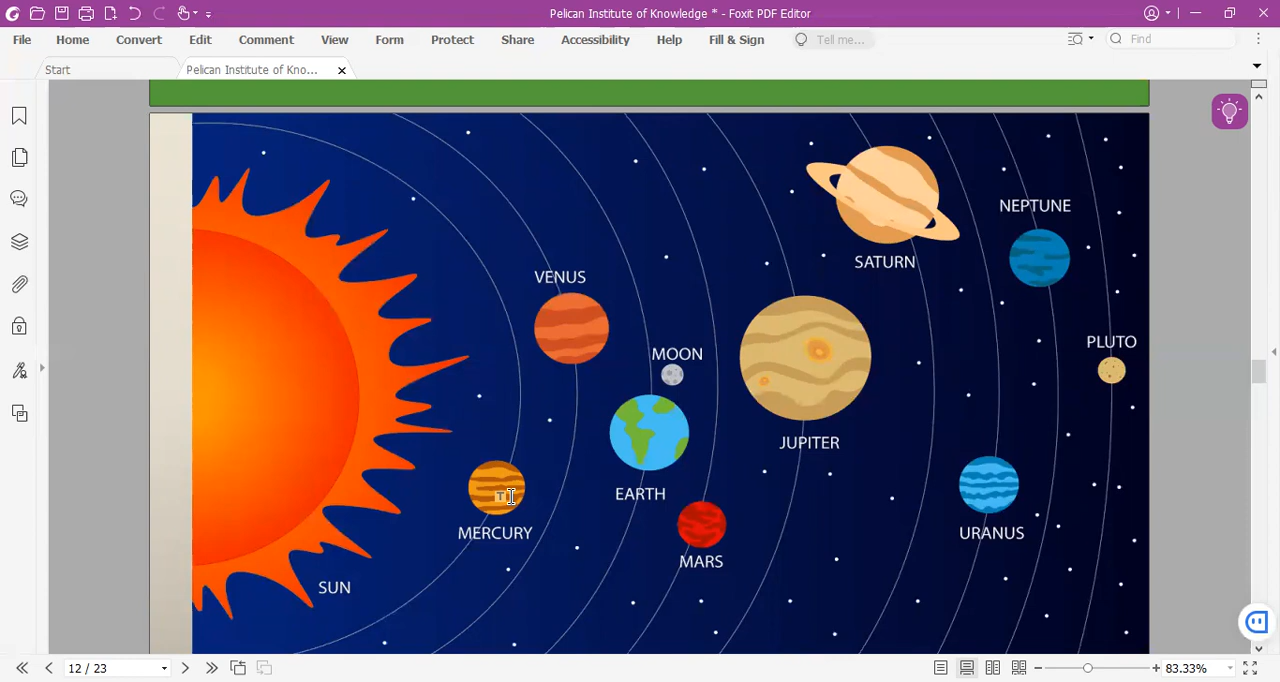 Pelican Institute of Knowledge * - Foxit PDF Editor
File Home Convert Edit Comment View Form Protect Share Accessibility Help Fill & Sign Tell me... Find
Start Pelican Institute of Kno...
NEPTUNE
SATURN
VENUS
PLUTO
MOON
JUPITER
EARTH
MERCURY
URANUS
MARS
SUN
T
12 / 23 83.33%